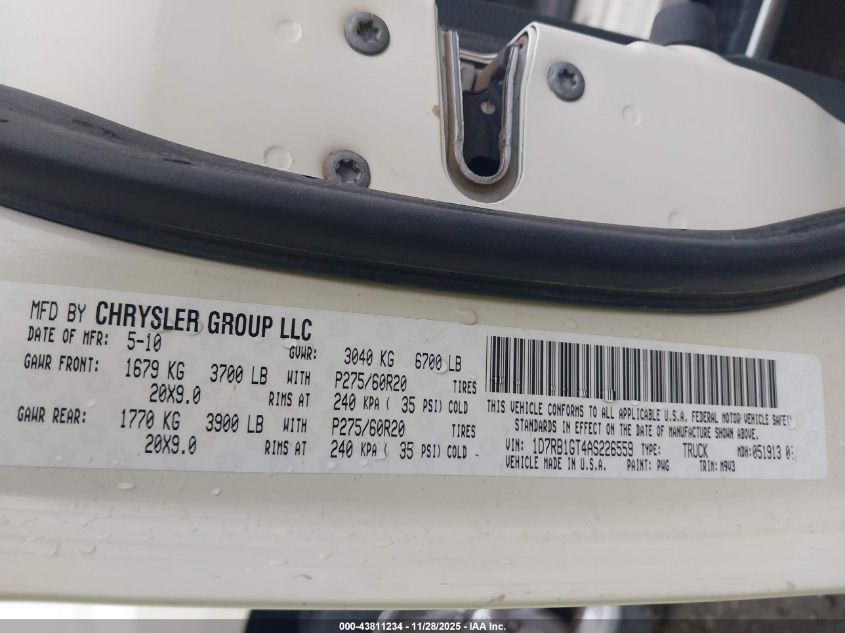 MFD BY CHRYSLER GROUP LLC
DATE OF MFR: 5-10 GVWR: 3040 KG 6700 LB
GAWR FRONT: 1679 KG 3700 LB WITH P275/60R20 TIRES
20X9.0 RIMS AT 240 KPA ( 35 PSI) COLD
GAWR REAR: 1770 KG 3900 LB WITH P275/60R20 TIRES
20X9.0 RIMS AT 240 KPA ( 35 PSI) COLD
THIS VEHICLE CONFORMS TO ALL APPLICABLE U.S.A. FEDERAL MOTOR VEHICLE SAFETY
STANDARDS IN EFFECT ON THE DATE OF MANUFACTURE SHOWN ABOVE.
VIN: 1D7RB1GT4AS226559 TYPE: TRUCK MDH: 051913
VEHICLE MADE IN U.S.A. PAINT: PWG TRIM: M9V3
000-43811234 - 11/28/2025 - IAA Inc.